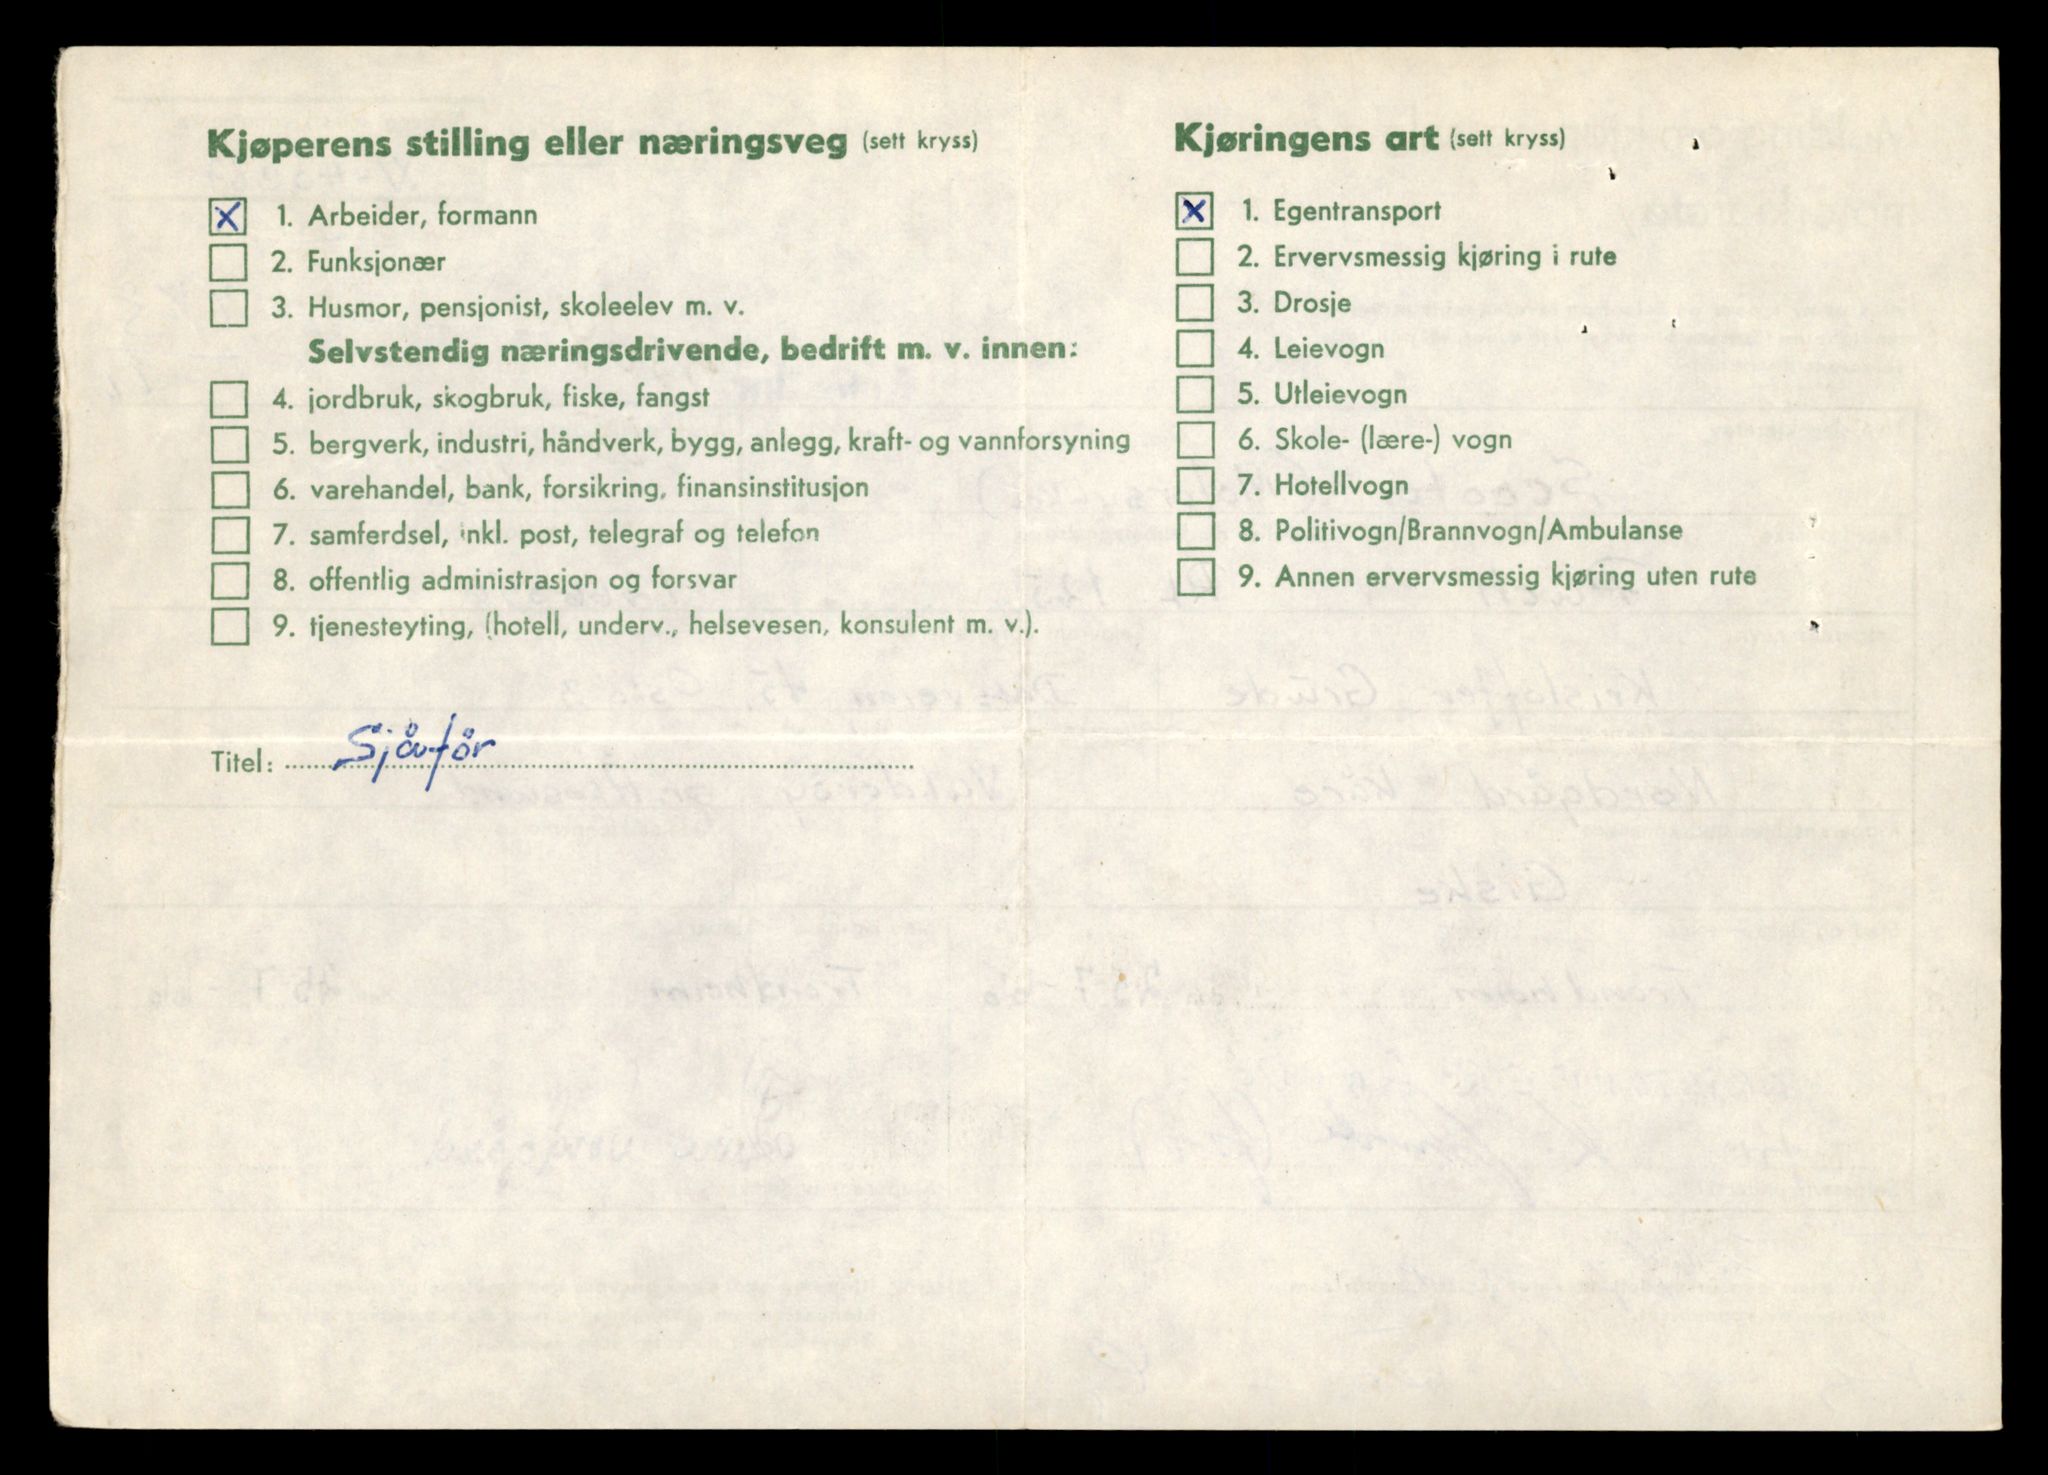 Kjøperens stilling eller næringsveg (sett kryss)
X 1. Arbeider, formann
2. Funksjonær
3. Husmor, pensjonist, skoleelev m. v.
Selvstendig næringsdrivende, bedrift m. v. innen:
4. jordbruk, skogbruk, fiske, fangst
5. bergverk, industri, håndverk, bygg, anlegg, kraft- og vannforsyning
6. varehandel, bank, forsikring, finansinstitusjon
7. samferdsel, inkl. post, telegraf og telefon
8. offentlig administrasjon og forsvar
9. tjenesteyting, (hotell, underv., helsevesen, konsulent m. v.).
Titel: Sjåfør
Kjøringens art (sett kryss)
X 1. Egentransport
2. Ervervsmessig kjøring i rute
3. Drosje
4. Leievogn
5. Utleievogn
6. Skole- (lære-) vogn
7. Hotellvogn
8. Politivogn/Brannvogn/Ambulanse
9. Annen ervervsmessig kjøring uten rute